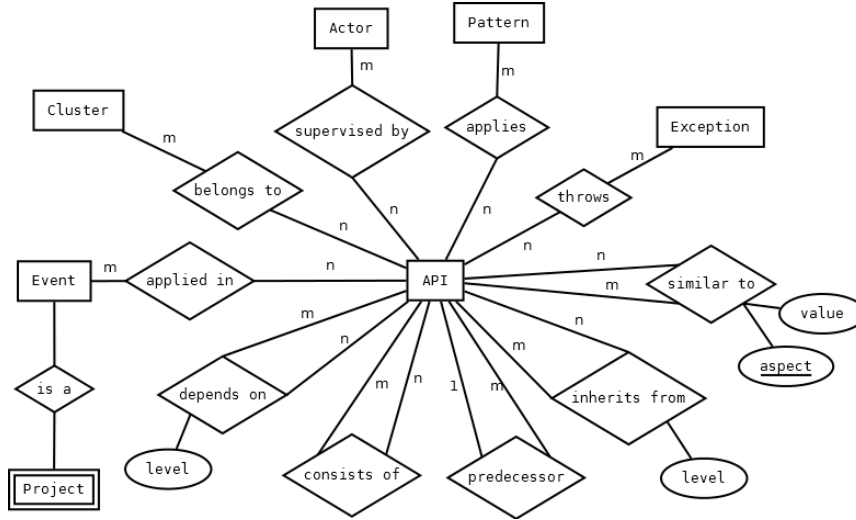 Actor
Pattern
m
m
Cluster
supervised by
applies
Exception
m
m
belongs to
throws
n
n
n
n
Event
m
applied in
n
API
n
m
similar to
value
aspect
m
n
n
m
is a
depends on
m
n
1
m
inherits from
level
consists of
predecessor
level
Project